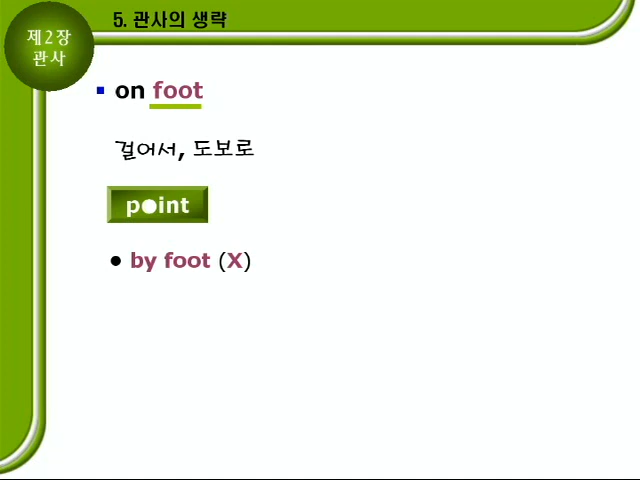 5. 관사의 생략
제2장
관사
on foot
걸어서, 도보로
point
by foot (X)